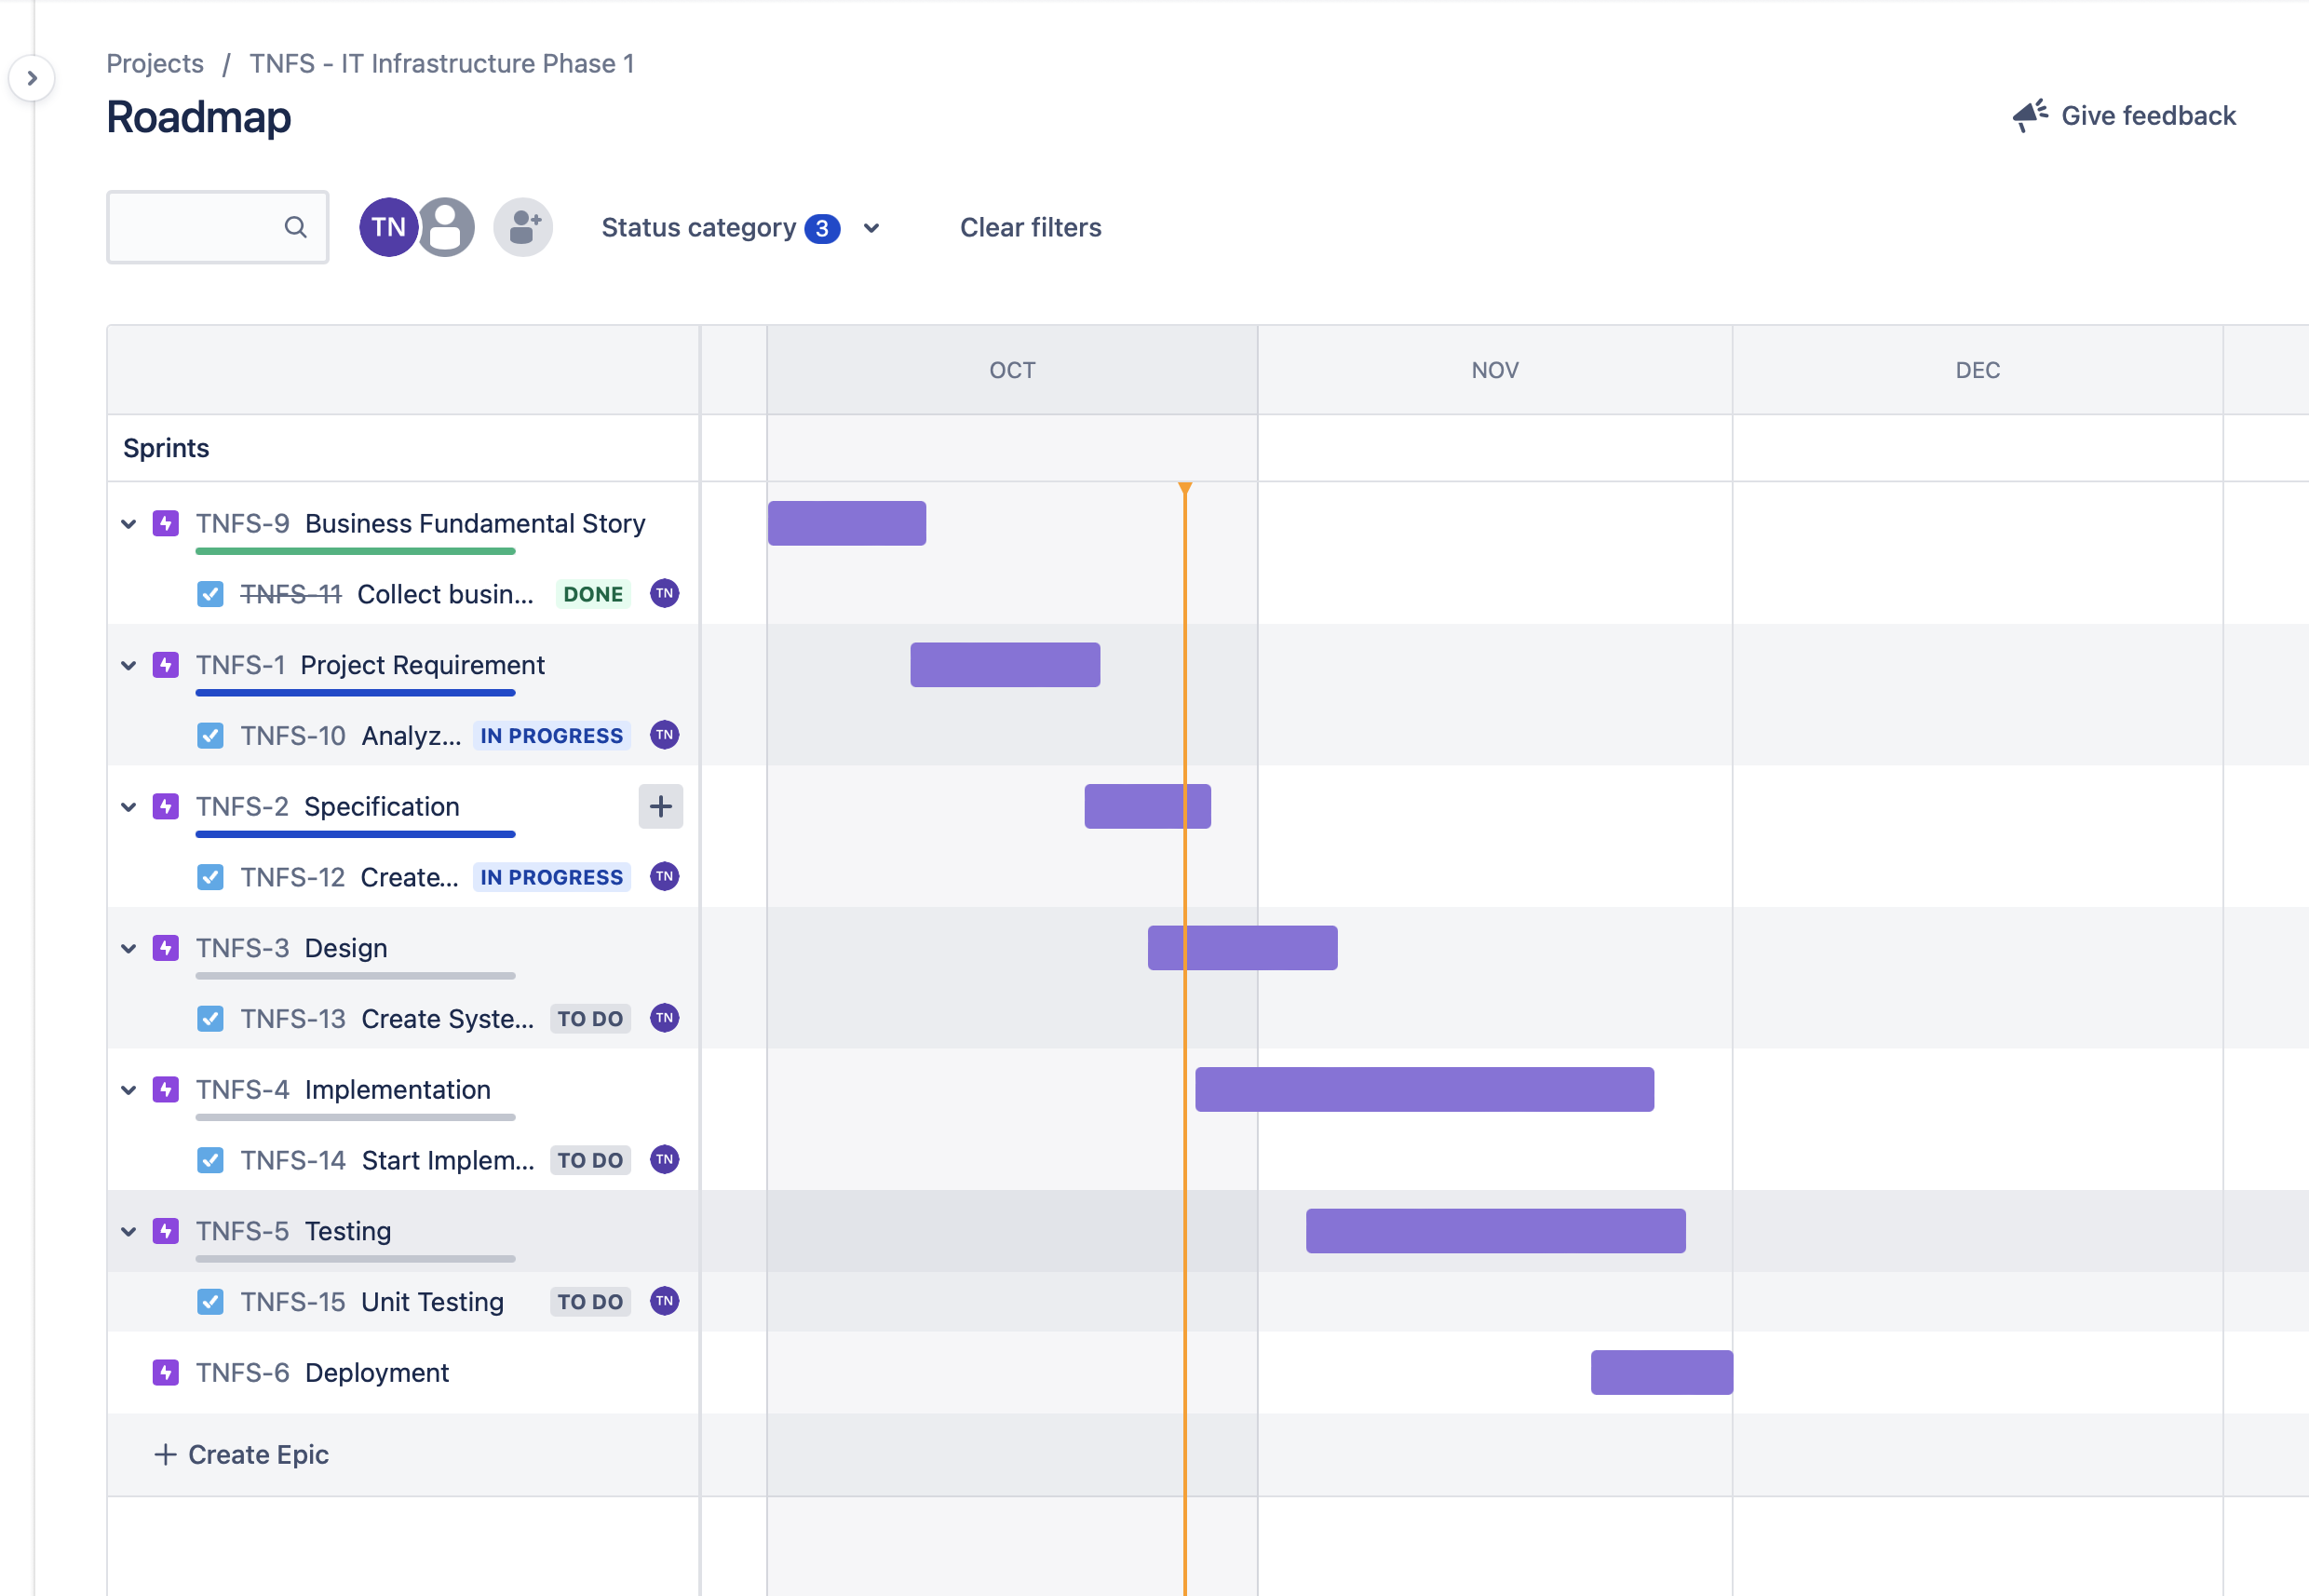 Projects / TNFS - IT Infrastructure Phase 1
Roadmap
Give feedback
TN
Status category 3
Clear filters
OCT NOV DEC
Sprints
TNFS-9 Business Fundamental Story
TNFS-11 Collect busin... DONE TN
TNFS-1 Project Requirement
TNFS-10 Analyz... IN PROGRESS TN
TNFS-2 Specification
TNFS-12 Create... IN PROGRESS TN
TNFS-3 Design
TNFS-13 Create Syste... TO DO TN
TNFS-4 Implementation
TNFS-14 Start Implem... TO DO TN
TNFS-5 Testing
TNFS-15 Unit Testing TO DO TN
TNFS-6 Deployment
+ Create Epic